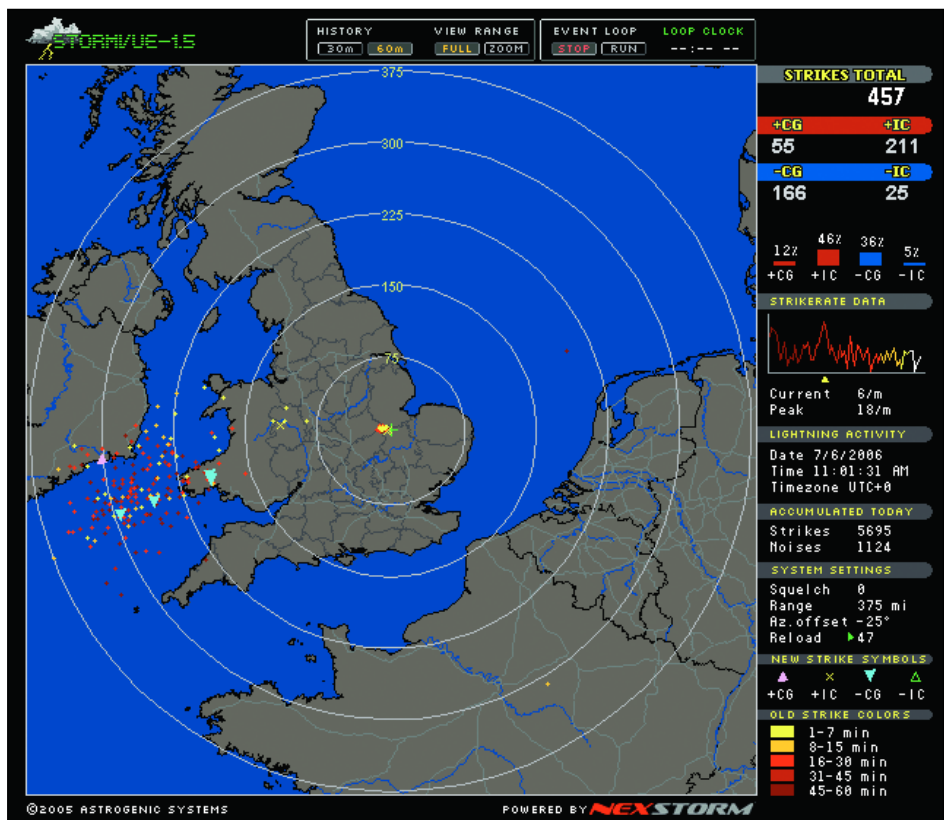 STORMVUE-1.5
HISTORY VIEW RANGE EVENT LOOP LOOP CLOCK
30m 60m FULL ZOOM STOP RUN --:-- --
375
300
225
150
75
STRIKES TOTAL
457
+CG +IC
55 211
-CG -IC
166 25
12% 46% 36% 5%
+CG +IC -CG -IC
STRIKERATE DATA
Current 6/m
Peak 18/m
LIGHTNING ACTIVITY
Date 7/6/2006
Time 11:01:31 AM
Timezone UTC+0
ACCUMULATED TODAY
Strikes 5695
Noises 1124
SYSTEM SETTINGS
Squelch 0
Range 375 mi
Az.offset -25°
Reload 47
NEW STRIKE SYMBOLS
+CG +IC -CG -IC
OLD STRIKE COLORS
1-7 min
8-15 min
16-30 min
31-45 min
45-60 min
©2005 ASTROGENIC SYSTEMS POWERED BY NEXSTORM